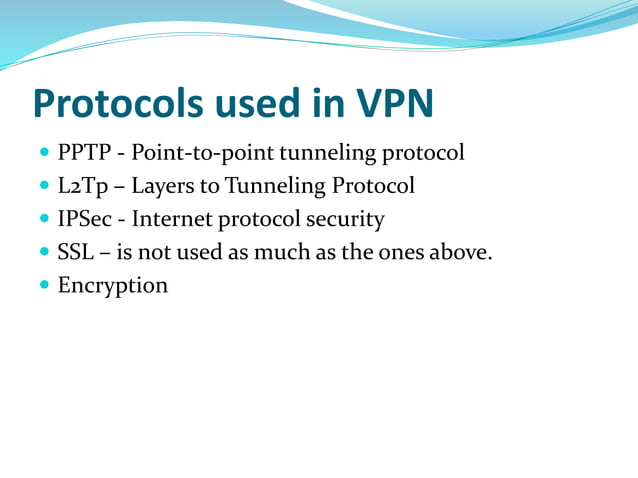 Protocols used in VPN
• PPTP - Point-to-point tunneling protocol
• L2Tp – Layers to Tunneling Protocol
• IPSec - Internet protocol security
• SSL – is not used as much as the ones above.
• Encryption